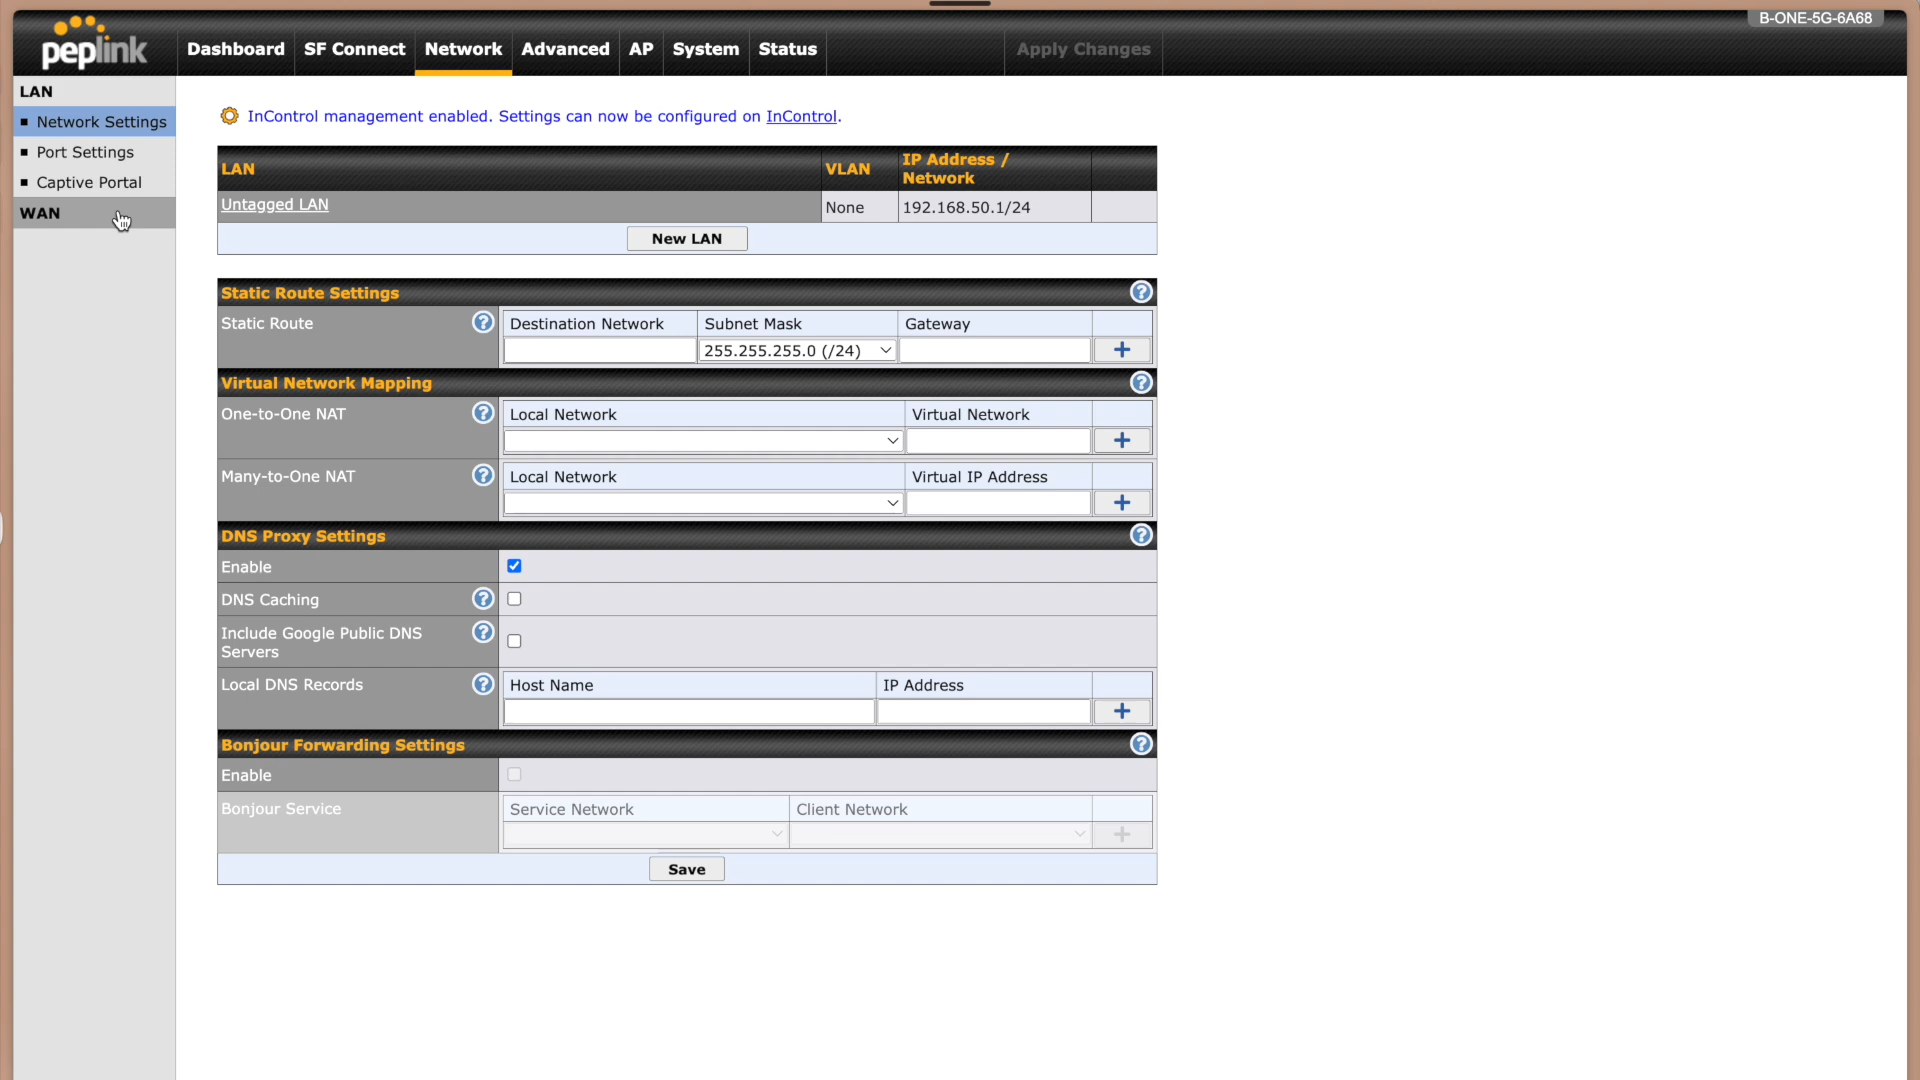 B-ONE-5G-6A68
peplink
Dashboard SF Connect Network Advanced AP System Status Apply Changes
LAN
Network Settings
Port Settings
Captive Portal
WAN
InControl management enabled. Settings can now be configured on InControl.
LAN VLAN IP Address /
Network
Untagged LAN None 192.168.50.1/24
New LAN
Static Route Settings
Static Route Destination Network Subnet Mask Gateway
255.255.255.0 (/24)
Virtual Network Mapping
One-to-One NAT Local Network Virtual Network
Many-to-One NAT Local Network Virtual IP Address
DNS Proxy Settings
Enable
DNS Caching
Include Google Public DNS
Servers
Local DNS Records Host Name IP Address
Bonjour Forwarding Settings
Enable
Bonjour Service Service Network Client Network
Save